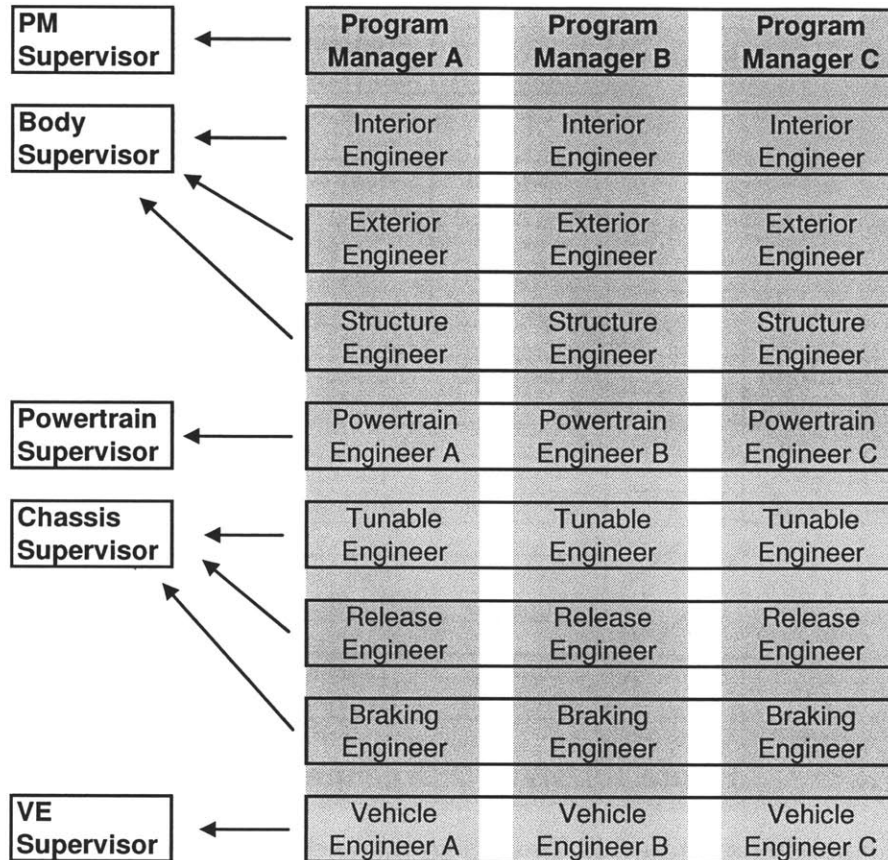 PM
Supervisor
Program
Manager A
Program
Manager B
Program
Manager C
Body
Supervisor
Interior
Engineer
Interior
Engineer
Interior
Engineer
Exterior
Engineer
Exterior
Engineer
Exterior
Engineer
Structure
Engineer
Structure
Engineer
Structure
Engineer
Powertrain
Supervisor
Powertrain
Engineer A
Powertrain
Engineer B
Powertrain
Engineer C
Chassis
Supervisor
Tunable
Engineer
Tunable
Engineer
Tunable
Engineer
Release
Engineer
Release
Engineer
Release
Engineer
Braking
Engineer
Braking
Engineer
Braking
Engineer
VE
Supervisor
Vehicle
Engineer A
Vehicle
Engineer B
Vehicle
Engineer C